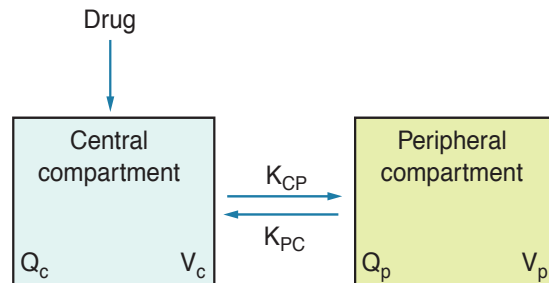 Drug
Central
compartment
Peripheral
compartment
K_CP
K_PC
Q_c V_c
Q_p V_p